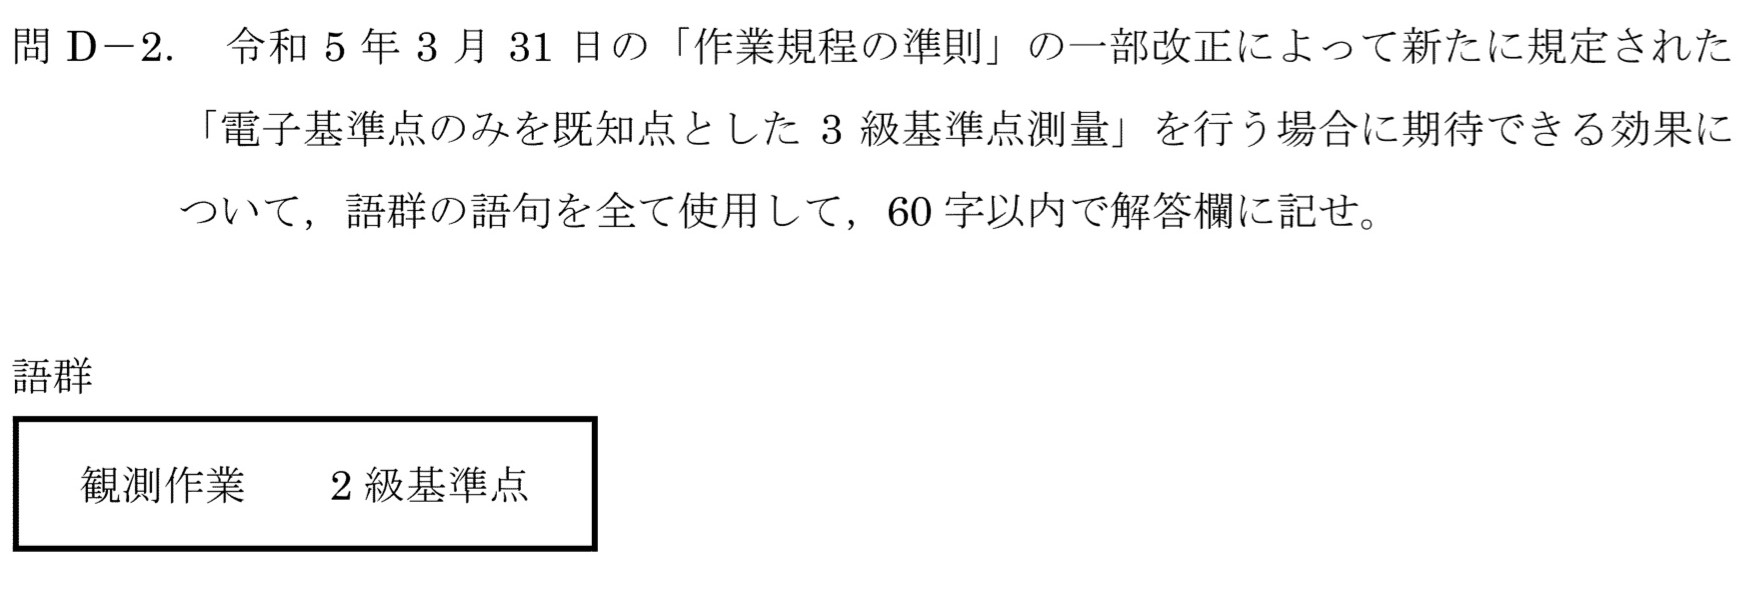 問 D－2.　令和 5 年 3 月 31 日の「作業規程の準則」の一部改正によって新たに規定された
「電子基準点のみを既知点とした 3 級基準点測量」を行う場合に期待できる効果に
ついて，語群の語句を全て使用して，60 字以内で解答欄に記せ。
語群
観測作業　　2 級基準点